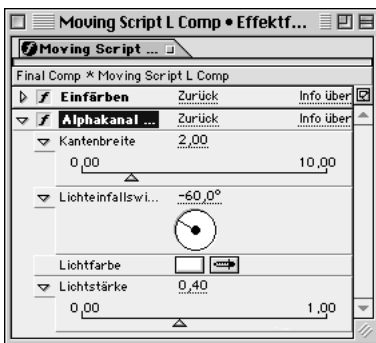 Moving Script L Comp • Effektf...
Moving Script ...
Final Comp * Moving Script L Comp
Einfärben Zurück Info über
Alphakanal ... Zurück Info über
Kantenbreite 2,00
0,00 10,00
Lichteinfallswi... -60,0°
Lichtfarbe
Lichtstärke 0,40
0,00 1,00